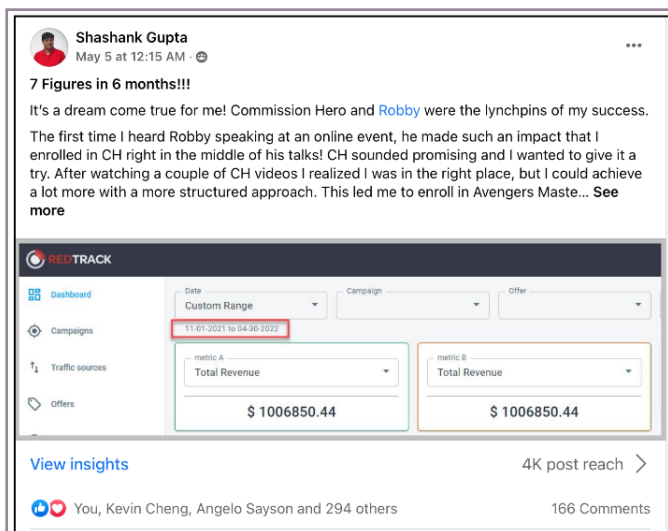 Shashank Gupta
May 5 at 12:15 AM ·
7 Figures in 6 months!!!
It's a dream come true for me! Commission Hero and Robby were the lynchpins of my success.
The first time I heard Robby speaking at an online event, he made such an impact that I
enrolled in CH right in the middle of his talks! CH sounded promising and I wanted to give it a
try. After watching a couple of CH videos I realized I was in the right place, but I could achieve
a lot more with a more structured approach. This led me to enroll in Avengers Maste... See
more
REDTRACK
Dashboard
Campaigns
Traffic sources
Offers
Date
Custom Range
Campaign
Offer
11-01-2021 to 04-30-2022
metric A
Total Revenue
$ 1006850.44
metric B
Total Revenue
$ 1006850.44
View insights
4K post reach
You, Kevin Cheng, Angelo Sayson and 294 others
166 Comments